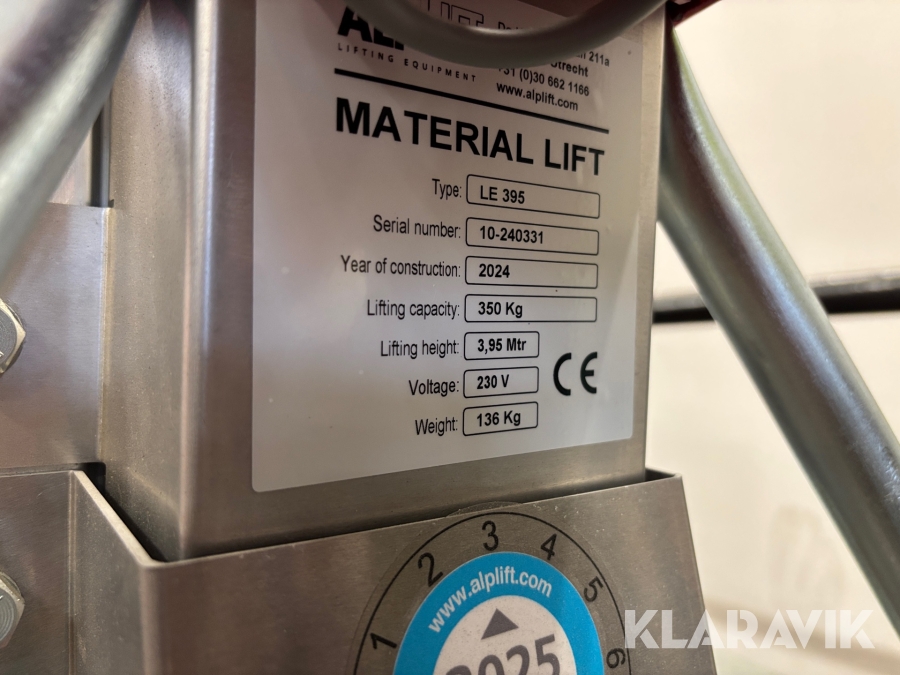 LIFTING EQUIPMENT
211a
Utrecht
+31 (0)30 662 1166
www.alplift.com
MATERIAL LIFT
Type: LE 395
Serial number: 10-240331
Year of construction: 2024
Lifting capacity: 350 Kg
Lifting height: 3,95 Mtr
Voltage: 230 V
Weight: 136 Kg
CE
1 2 3 4 5 6
www.alplift.com
2025
KLARAVIK